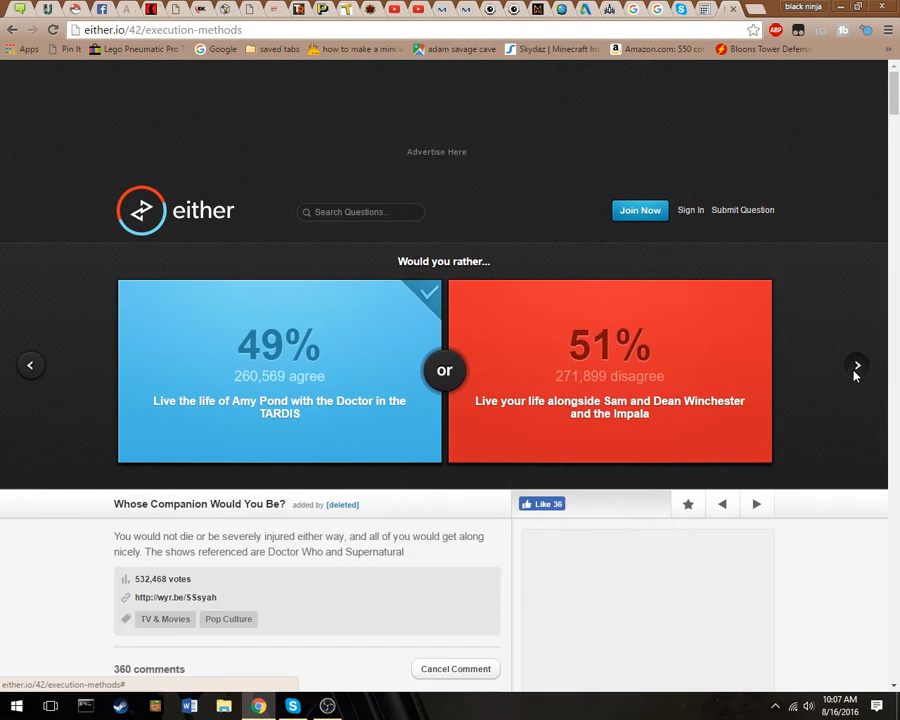 black ninja
either.io/42/execution-methods
Apps Pin It Lego Pneumatic Pro Google saved tabs how to make a mini v adam savage cave Skydaz | Minecraft In Amazon.com: 550 co Bloons Tower Defens
Advertise Here
either
Search Questions...
Join Now Sign In Submit Question
Would you rather...
49%
260,569 agree
Live the life of Amy Pond with the Doctor in the
TARDIS
or
51%
271,899 disagree
Live your life alongside Sam and Dean Winchester
and the Impala
Whose Companion Would You Be? added by [deleted]
Like 36
You would not die or be severely injured either way, and all of you would get along
nicely. The shows referenced are Doctor Who and Supernatural
532,468 votes
http://wyr.be/SSsyah
TV & Movies Pop Culture
360 comments
Cancel Comment
either.io/42/execution-methods#
10:07 AM
8/16/2016